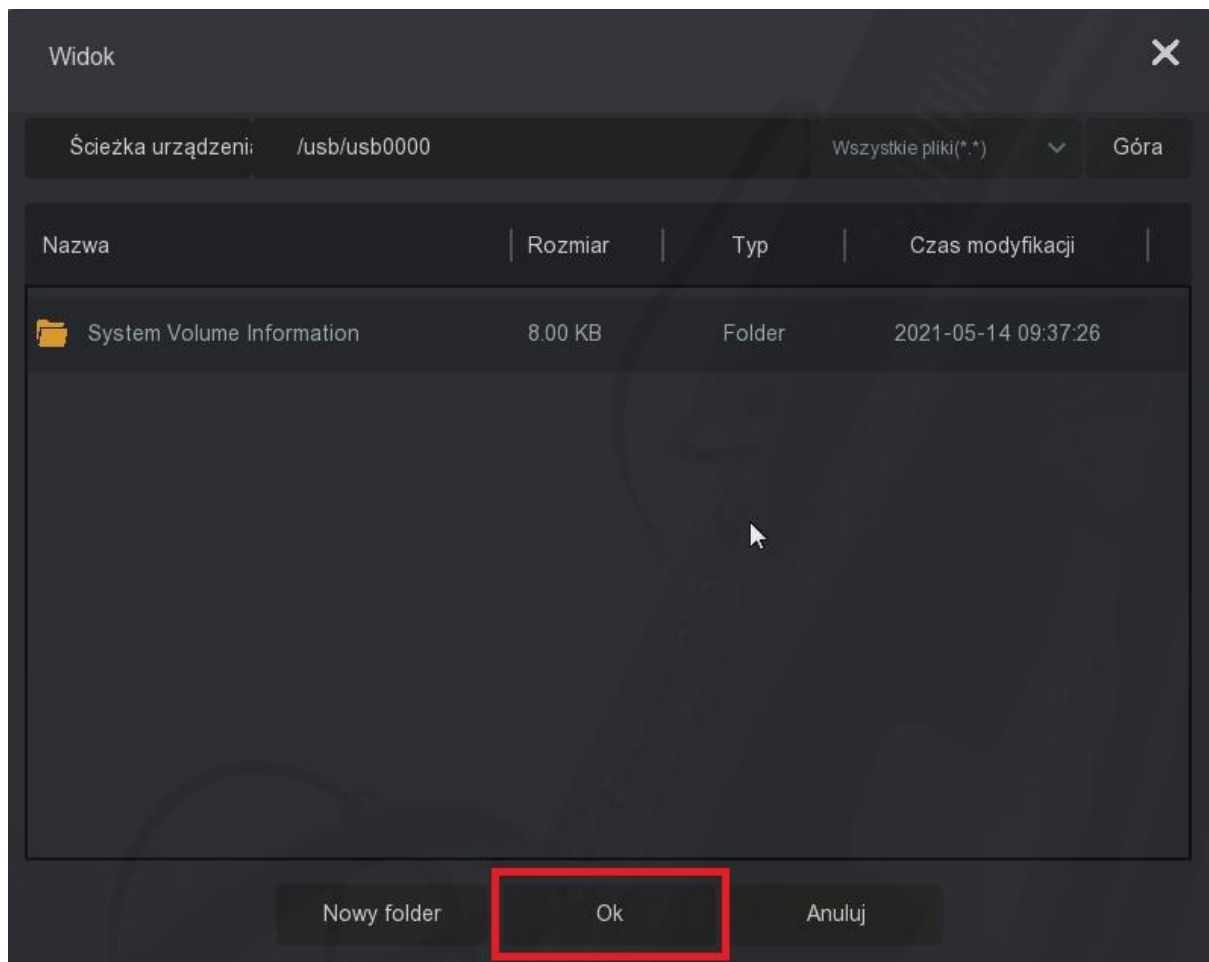 Widok
Ścieżka urządzeni /usb/usb0000 Wszystkie pliki(*.*) Góra
Nazwa Rozmiar Typ Czas modyfikacji
System Volume Information 8.00 KB Folder 2021-05-14 09:37:26
Nowy folder Ok Anuluj